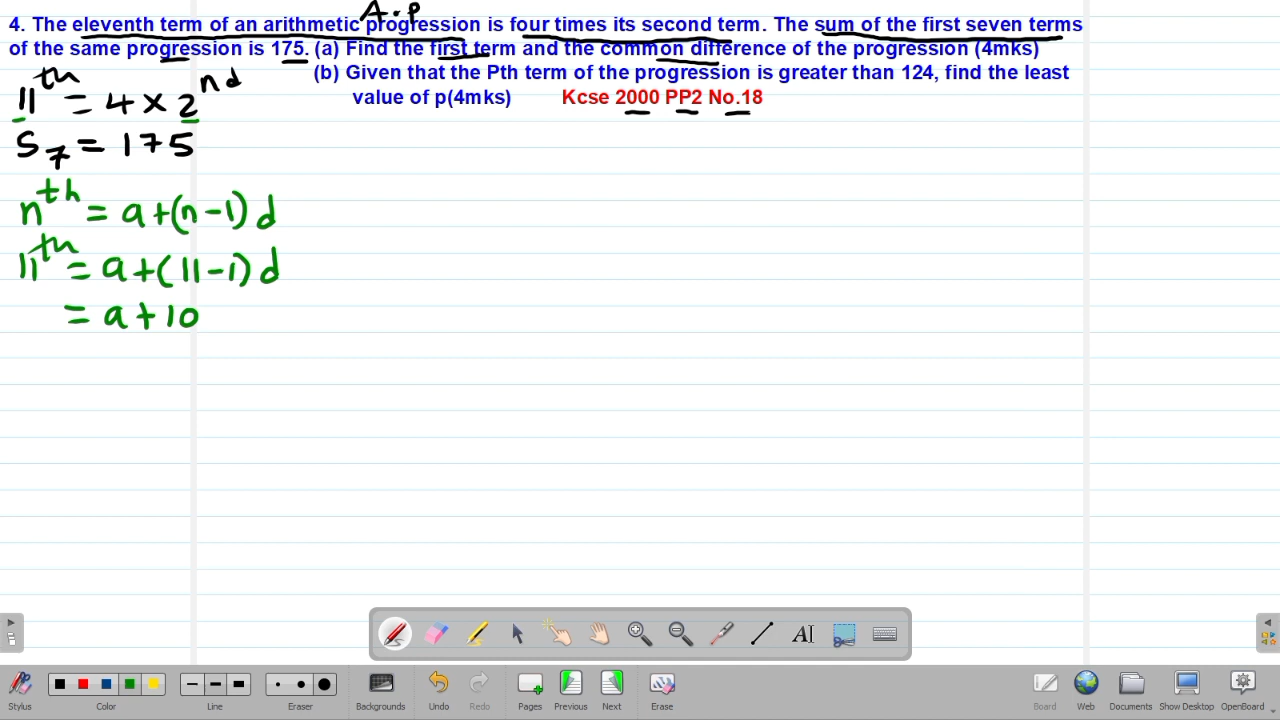 A.P
4. The eleventh term of an arithmetic progression is four times its second term. The sum of the first seven terms
of the same progression is 175. (a) Find the first term and the common difference of the progression (4mks)
(b) Given that the Pth term of the progression is greater than 124, find the least
value of p(4mks) Kcse 2000 PP2 No.18
11th = 4 × 2nd
S7 = 175
nth = a+(n-1)d
11th = a+(11-1)d
= a+10
Stylus Color Line Eraser Backgrounds Undo Redo Pages Previous Next Erase Board Web Documents Show Desktop OpenBoard